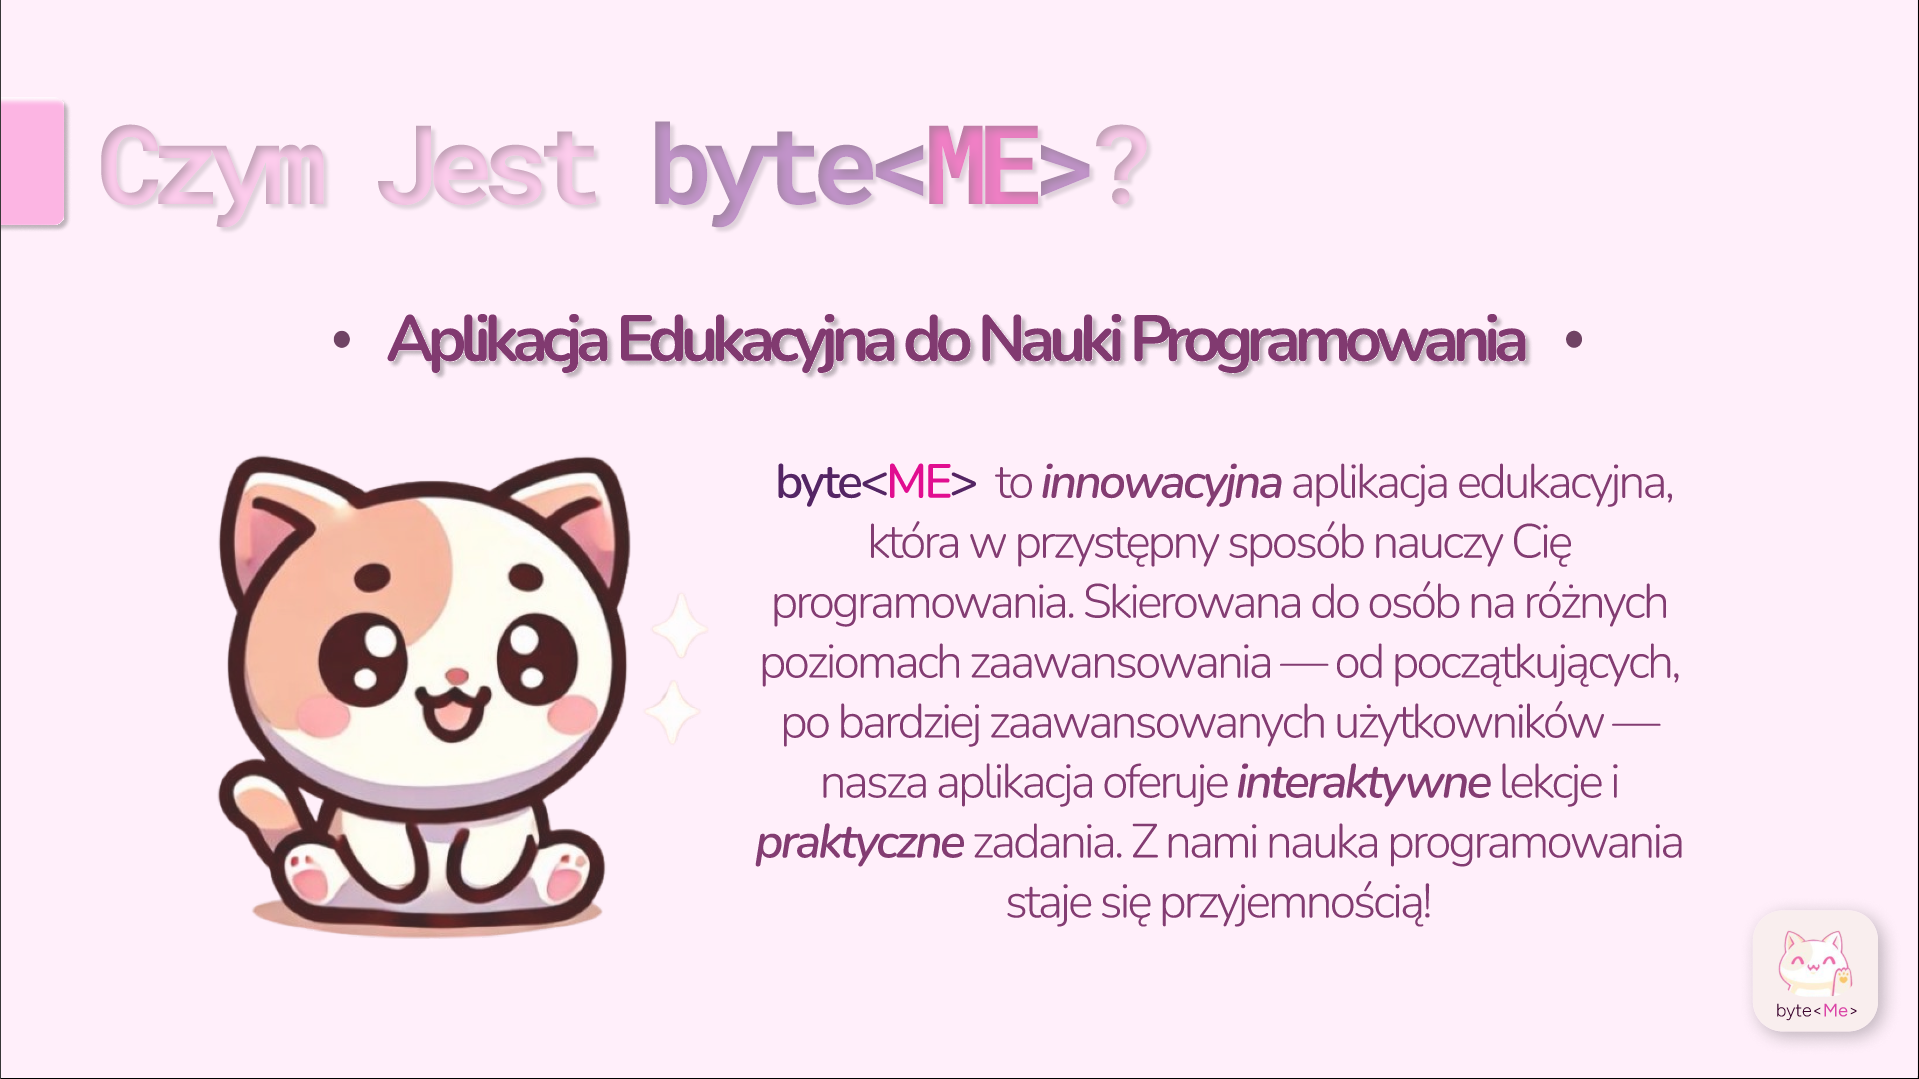 Czym Jest byte<ME>?
• Aplikacja Edukacyjna do Nauki Programowania •
byte<ME> to innowacyjna aplikacja edukacyjna,
która w przystępny sposób nauczy Cię
programowania. Skierowana do osób na różnych
poziomach zaawansowania — od początkujących,
po bardziej zaawansowanych użytkowników —
nasza aplikacja oferuje interaktywne lekcje i
praktyczne zadania. Z nami nauka programowania
staje się przyjemnością!
byte<Me>